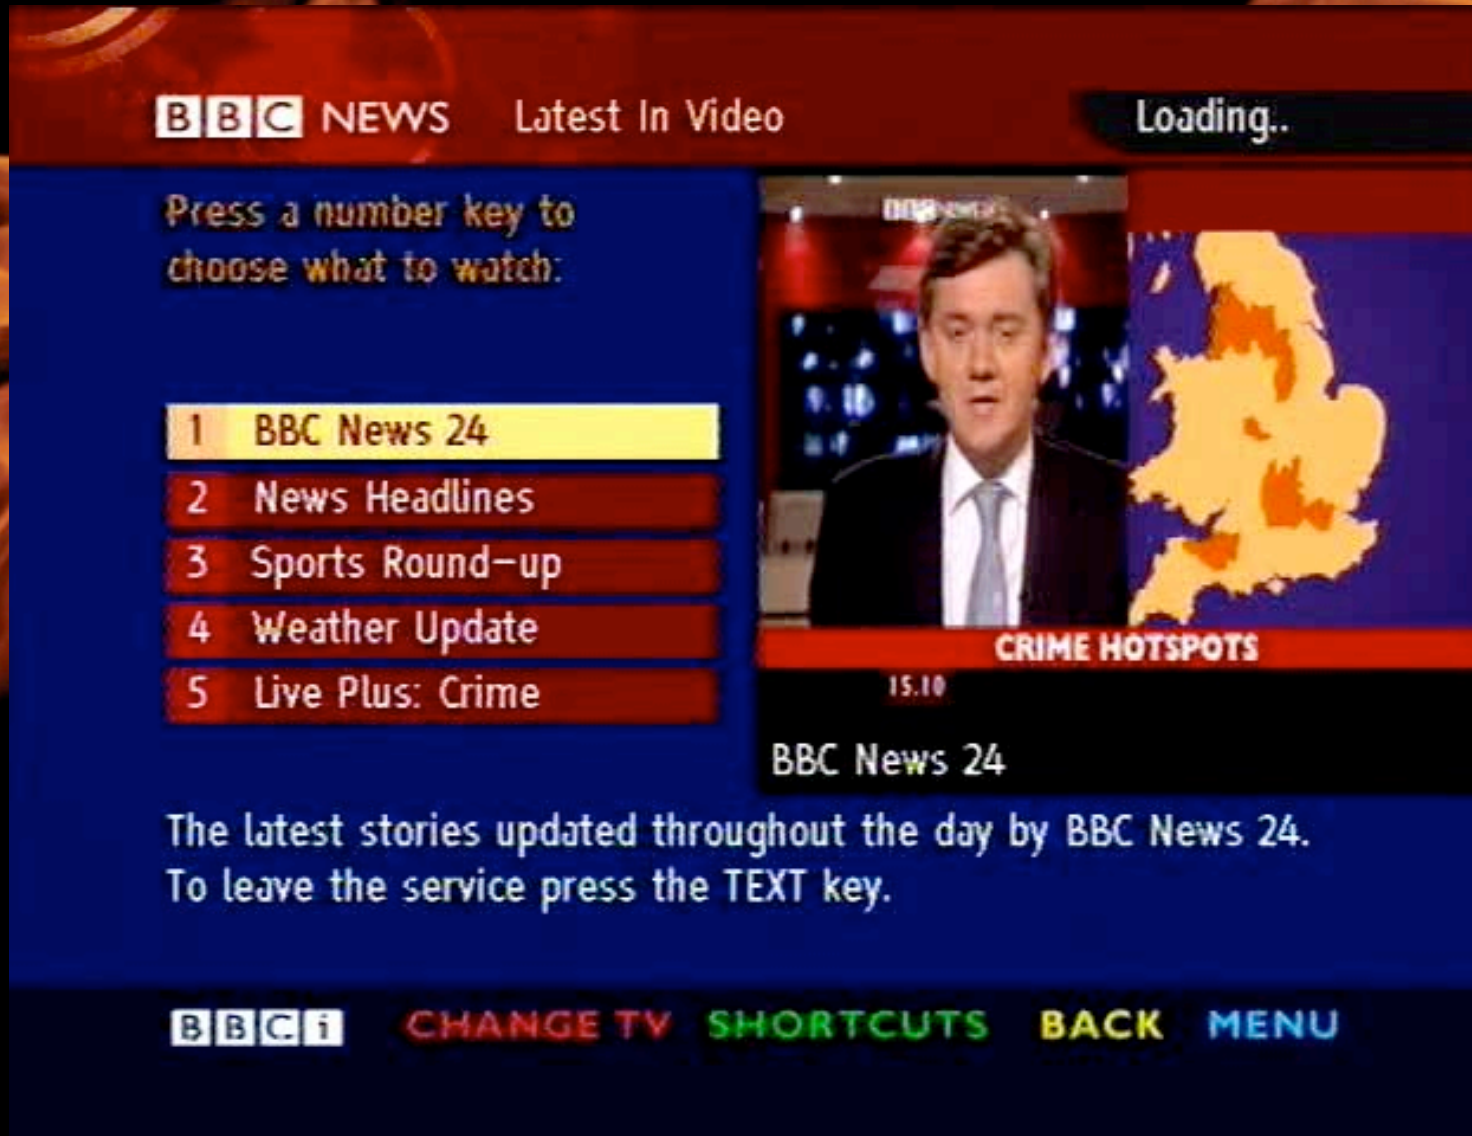 BBC NEWS Latest In Video Loading..
Press a number key to
choose what to watch:
1 BBC News 24
2 News Headlines
3 Sports Round-up
4 Weather Update
5 Live Plus: Crime
CRIME HOTSPOTS
15.10
BBC News 24
The latest stories updated throughout the day by BBC News 24.
To leave the service press the TEXT key.
BBCi CHANGE TV SHORTCUTS BACK MENU